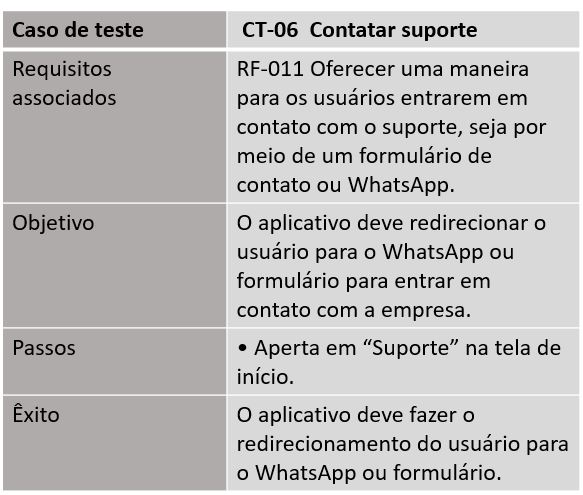 Caso de teste
CT-06 Contatar suporte
Requisitos
associados
RF-011 Oferecer uma maneira
para os usuários entrarem em
contato com o suporte, seja por
meio de um formulário de
contato ou WhatsApp.
Objetivo
O aplicativo deve redirecionar o
usuário para o WhatsApp ou
formulário para entrar em
contato com a empresa.
Passos
• Aperta em “Suporte” na tela de
início.
Êxito
O aplicativo deve fazer o
redirecionamento do usuário para
o WhatsApp ou formulário.